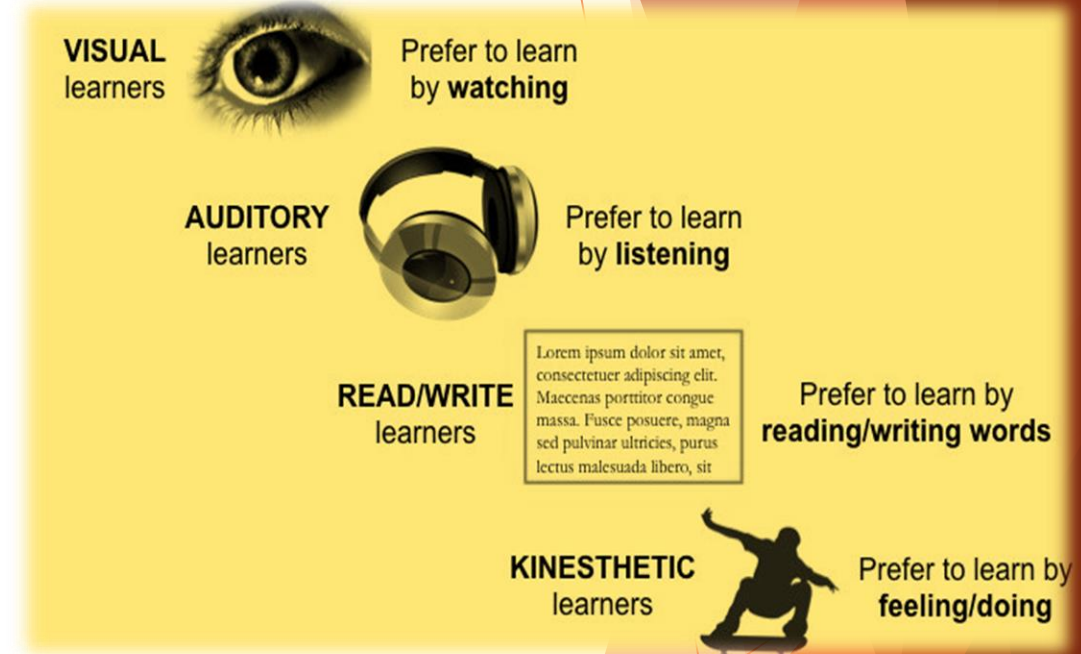 VISUAL
learners
Prefer to learn
by watching
AUDITORY
learners
Prefer to learn
by listening
READ/WRITE
learners
Lorem ipsum dolor sit amet,
consectetuer adipiscing elit.
Maecenas porttitor congue
massa. Fusce posuere, magna
sed pulvinar ultricies, purus
lectus malesuada libero, sit
Prefer to learn by
reading/writing words
KINESTHETIC
learners
Prefer to learn by
feeling/doing